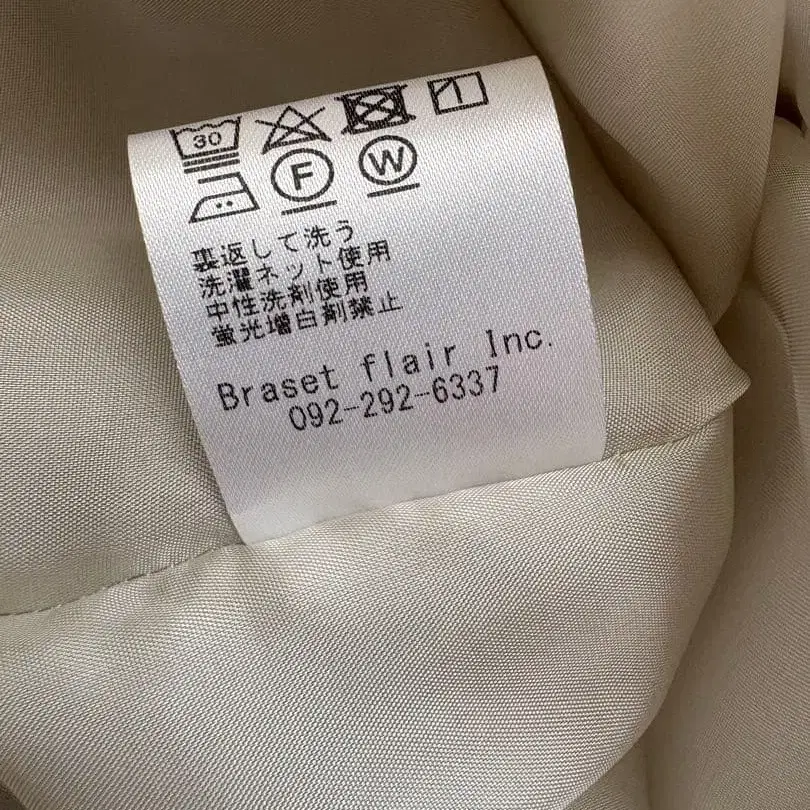 30
F W
裏返して洗う
洗濯ネット使用
中性洗剤使用
蛍光増白剤禁止
Braset flair Inc.
092-292-6337